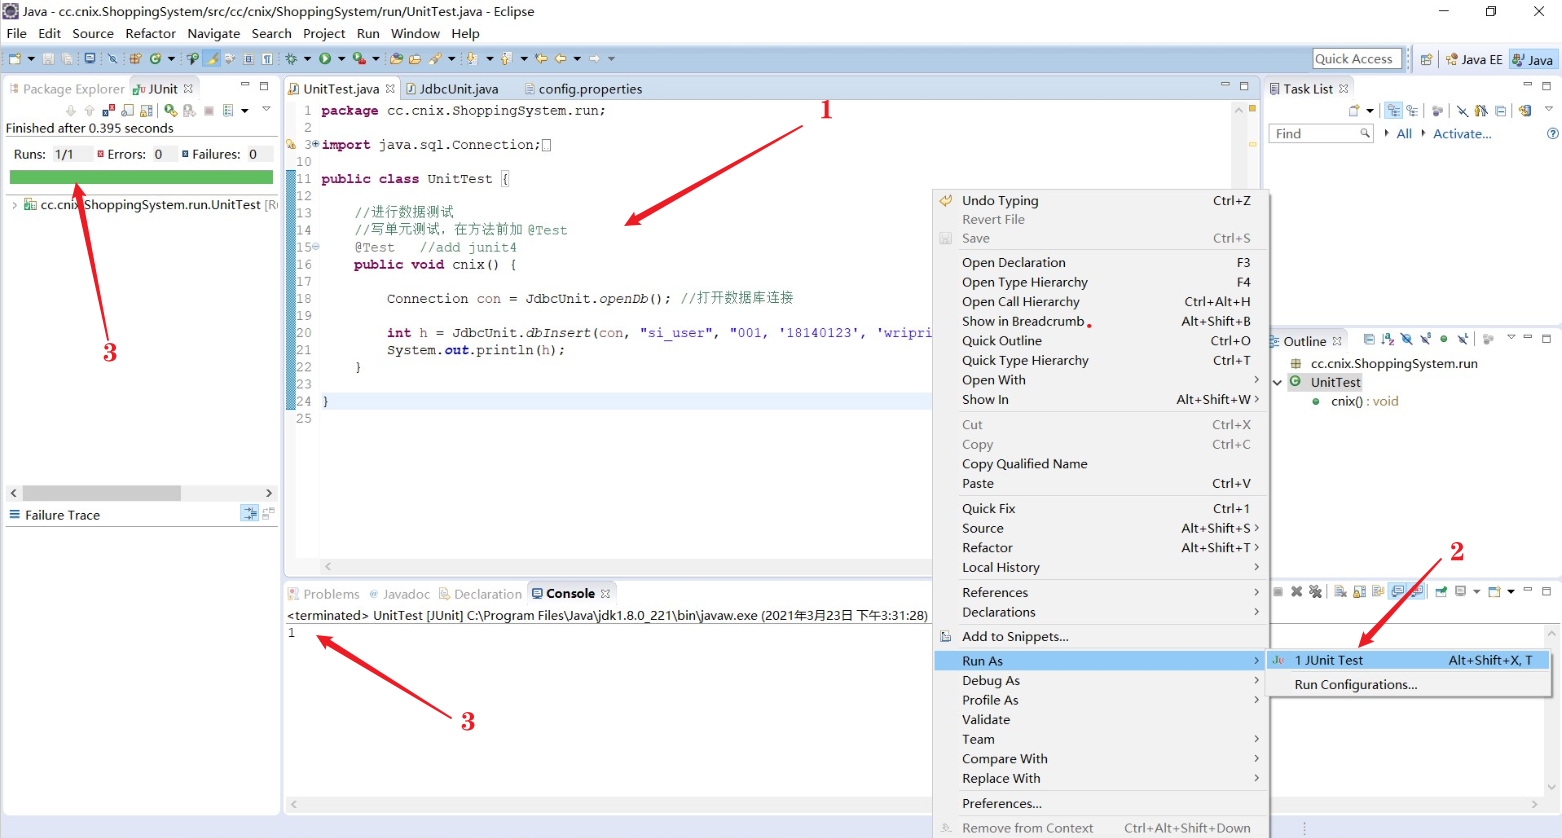 Java - cc.cnix.ShoppingSystem/src/cc/cnix/ShoppingSystem/run/UnitTest.java - Eclipse
File Edit Source Refactor Navigate Search Project Run Window Help
Quick Access
Java EE
Java
Package Explorer
JUnit
Finished after 0.395 seconds
Runs: 1/1 Errors: 0 Failures: 0
cc.cnix.ShoppingSystem.run.UnitTest
Failure Trace
3
UnitTest.java
JdbcUnit.java
config.properties
1 package cc.cnix.ShoppingSystem.run;
2
3 import java.sql.Connection;
10
11 public class UnitTest {
12
13 //进行数据测试
14 //写单元测试，在方法前加 @Test
15 @Test //add junit4
16 public void cnix() {
17
18 Connection con = JdbcUnit.openDb(); //打开数据库连接
19
20 int h = JdbcUnit.dbInsert(con, "si_user", "001, '18140123', 'wripri
21 System.out.println(h);
22 }
23
24 }
25
1
Problems
Javadoc
Declaration
Console
<terminated> UnitTest [JUnit] C:\Program Files\Java\jdk1.8.0_221\bin\javaw.exe (2021年3月23日 下午3:31:28)
1
3
Undo Typing Ctrl+Z
Revert File
Save Ctrl+S
Open Declaration F3
Open Type Hierarchy F4
Open Call Hierarchy Ctrl+Alt+H
Show in Breadcrumb Alt+Shift+B
Quick Outline Ctrl+O
Quick Type Hierarchy Ctrl+T
Open With
Show In Alt+Shift+W
Cut Ctrl+X
Copy Ctrl+C
Copy Qualified Name
Paste Ctrl+V
Quick Fix Ctrl+1
Source Alt+Shift+S
Refactor Alt+Shift+T
Local History
References
Declarations
Add to Snippets...
Run As
Debug As
Profile As
Validate
Team
Compare With
Replace With
Preferences...
Remove from Context Ctrl+Alt+Shift+Down
1 JUnit Test Alt+Shift+X, T
Run Configurations...
2
Task List
Find
All
Activate...
Outline
cc.cnix.ShoppingSystem.run
UnitTest
cnix() : void